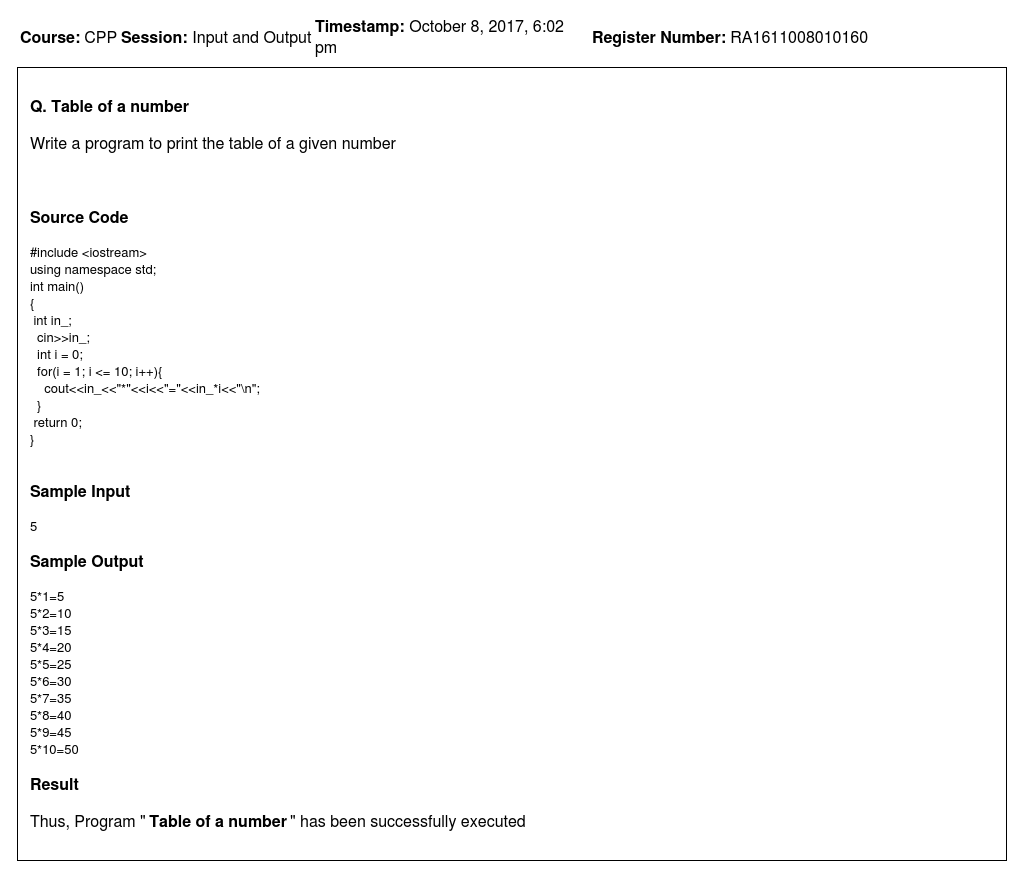 Course: CPP Session: Input and Output Timestamp: October 8, 2017, 6:02 pm Register Number: RA1611008010160
Q. Table of a number
Write a program to print the table of a given number
Source Code
#include <iostream>
using namespace std;
int main()
{
 int in_;
  cin>>in_;
  int i = 0;
  for(i = 1; i <= 10; i++){
    cout<<in_<<"*"<<i<<"="<<in_*i<<"\n";
  }
 return 0;
}
Sample Input
5
Sample Output
5*1=5
5*2=10
5*3=15
5*4=20
5*5=25
5*6=30
5*7=35
5*8=40
5*9=45
5*10=50
Result
Thus, Program " Table of a number " has been successfully executed